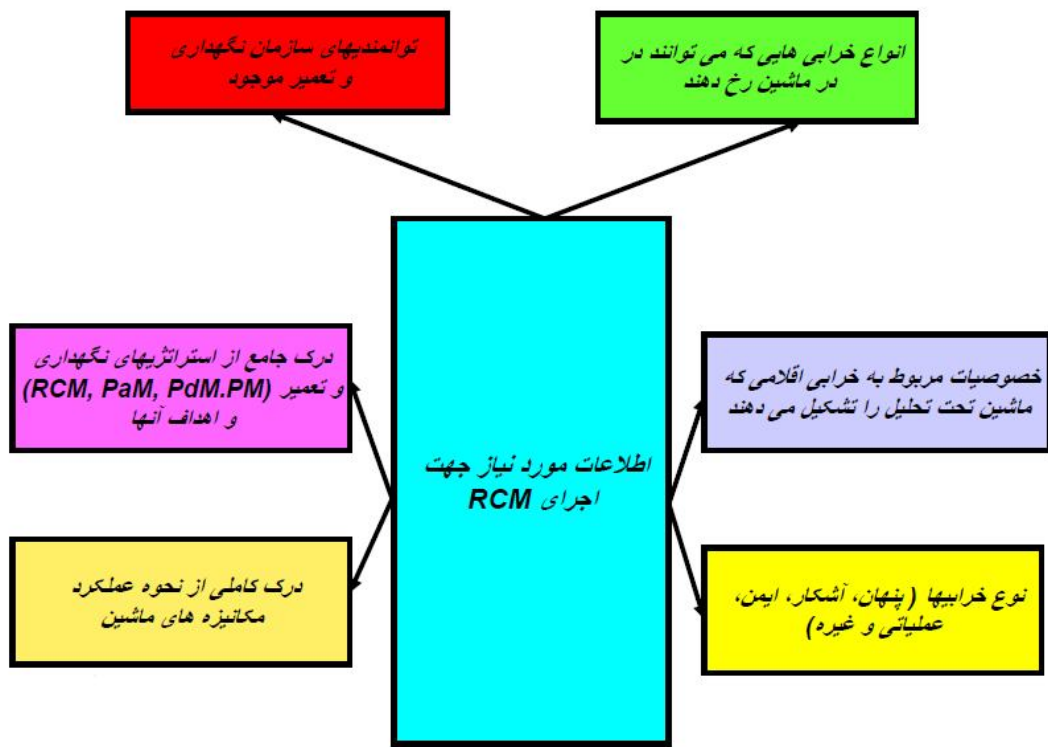 انواع خرابی هایی که می توانند در
در ماشین رخ دهند
توانمندیهای سازمان نگهداری
و تعمیر موجود
اطلاعات مورد نیاز جهت
اجرای RCM
خصوصیات مربوط به خرابی اقلامی که
ماشین تحت تحلیل را تشکیل می دهند
درک جامع از استراتژیهای نگهداری
و تعمیر (RCM, PaM, PdM.PM)
و اهداف آنها
نوع خرابیها ( پنهان، آشکار، ایمن،
عملیاتی و غیره)
درک کاملی از نحوه عملکرد
مکانیزه های ماشین